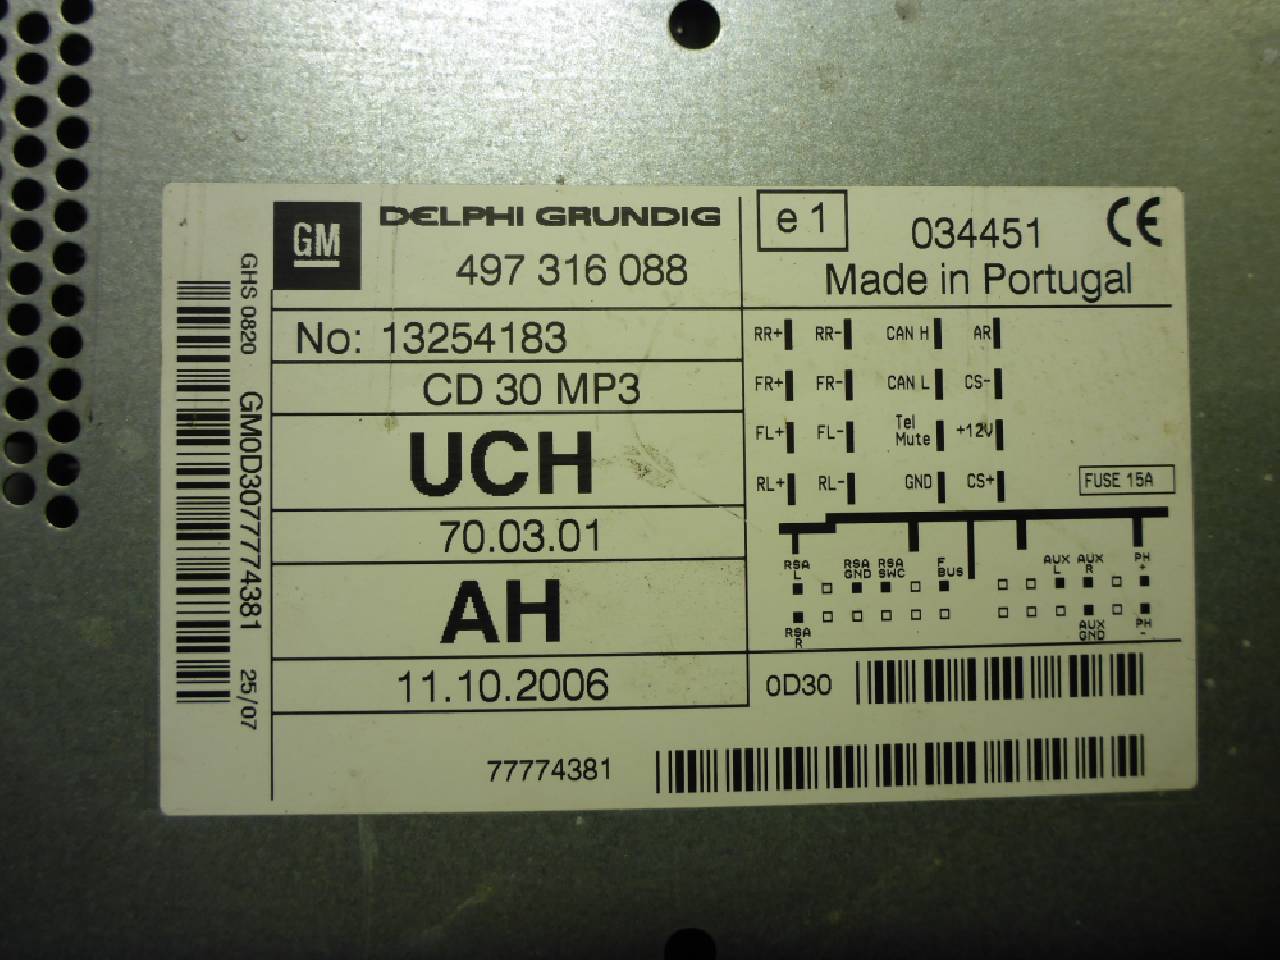 GM
DELPHI GRUNDIG
497 316 088
e 1
034451
CE
Made in Portugal
No: 13254183
CD 30 MP3
UCH
70.03.01
AH
11.10.2006
RR+ RR- CAN H AR
FR+ FR- CAN L CS-
FL+ FL- Tel Mute +12V
RL+ RL- GND CS+
FUSE 15A
RSA L
RSA GND
RSA SWC
F BUS
AUX L
AUX R
PH +
RSA R
AUX GND
PH -
0D30
77774381
GHS 0820 GM0D3077774381 25/07